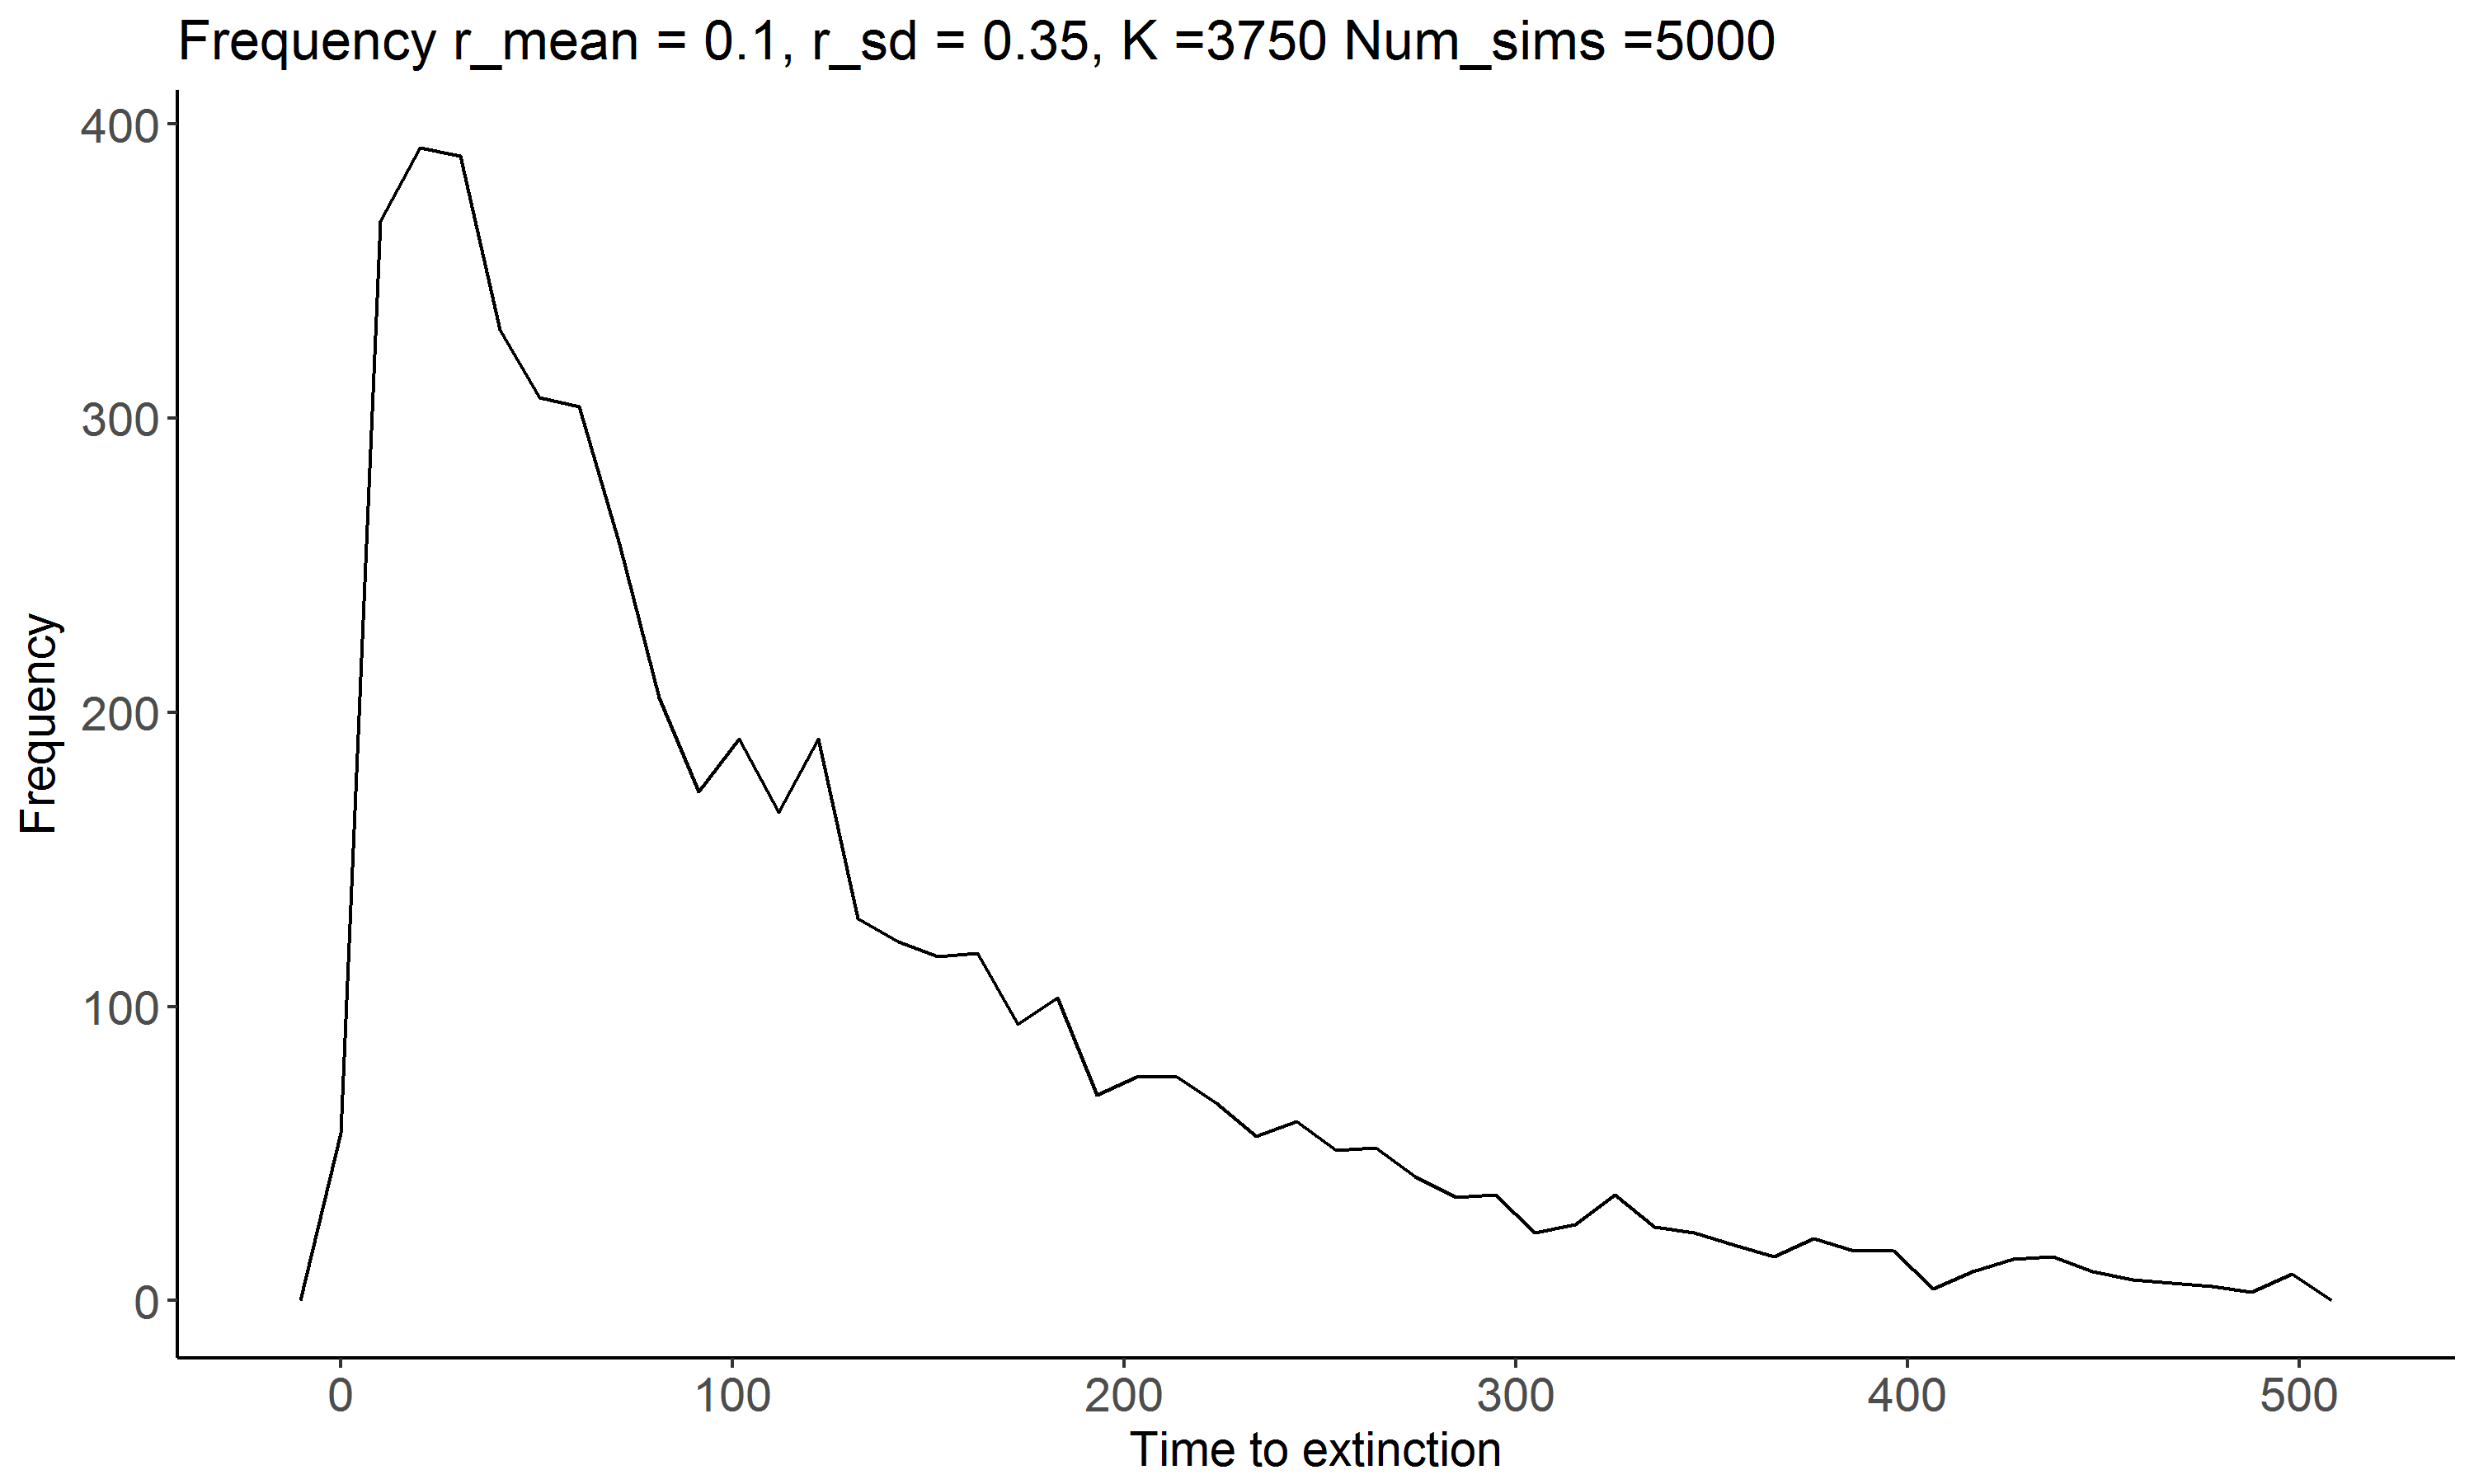 Frequency r_mean = 0.1, r_sd = 0.35, K =3750 Num_sims =5000
400
300
200
100
0
Frequency
0 100 200 300 400 500
Time to extinction